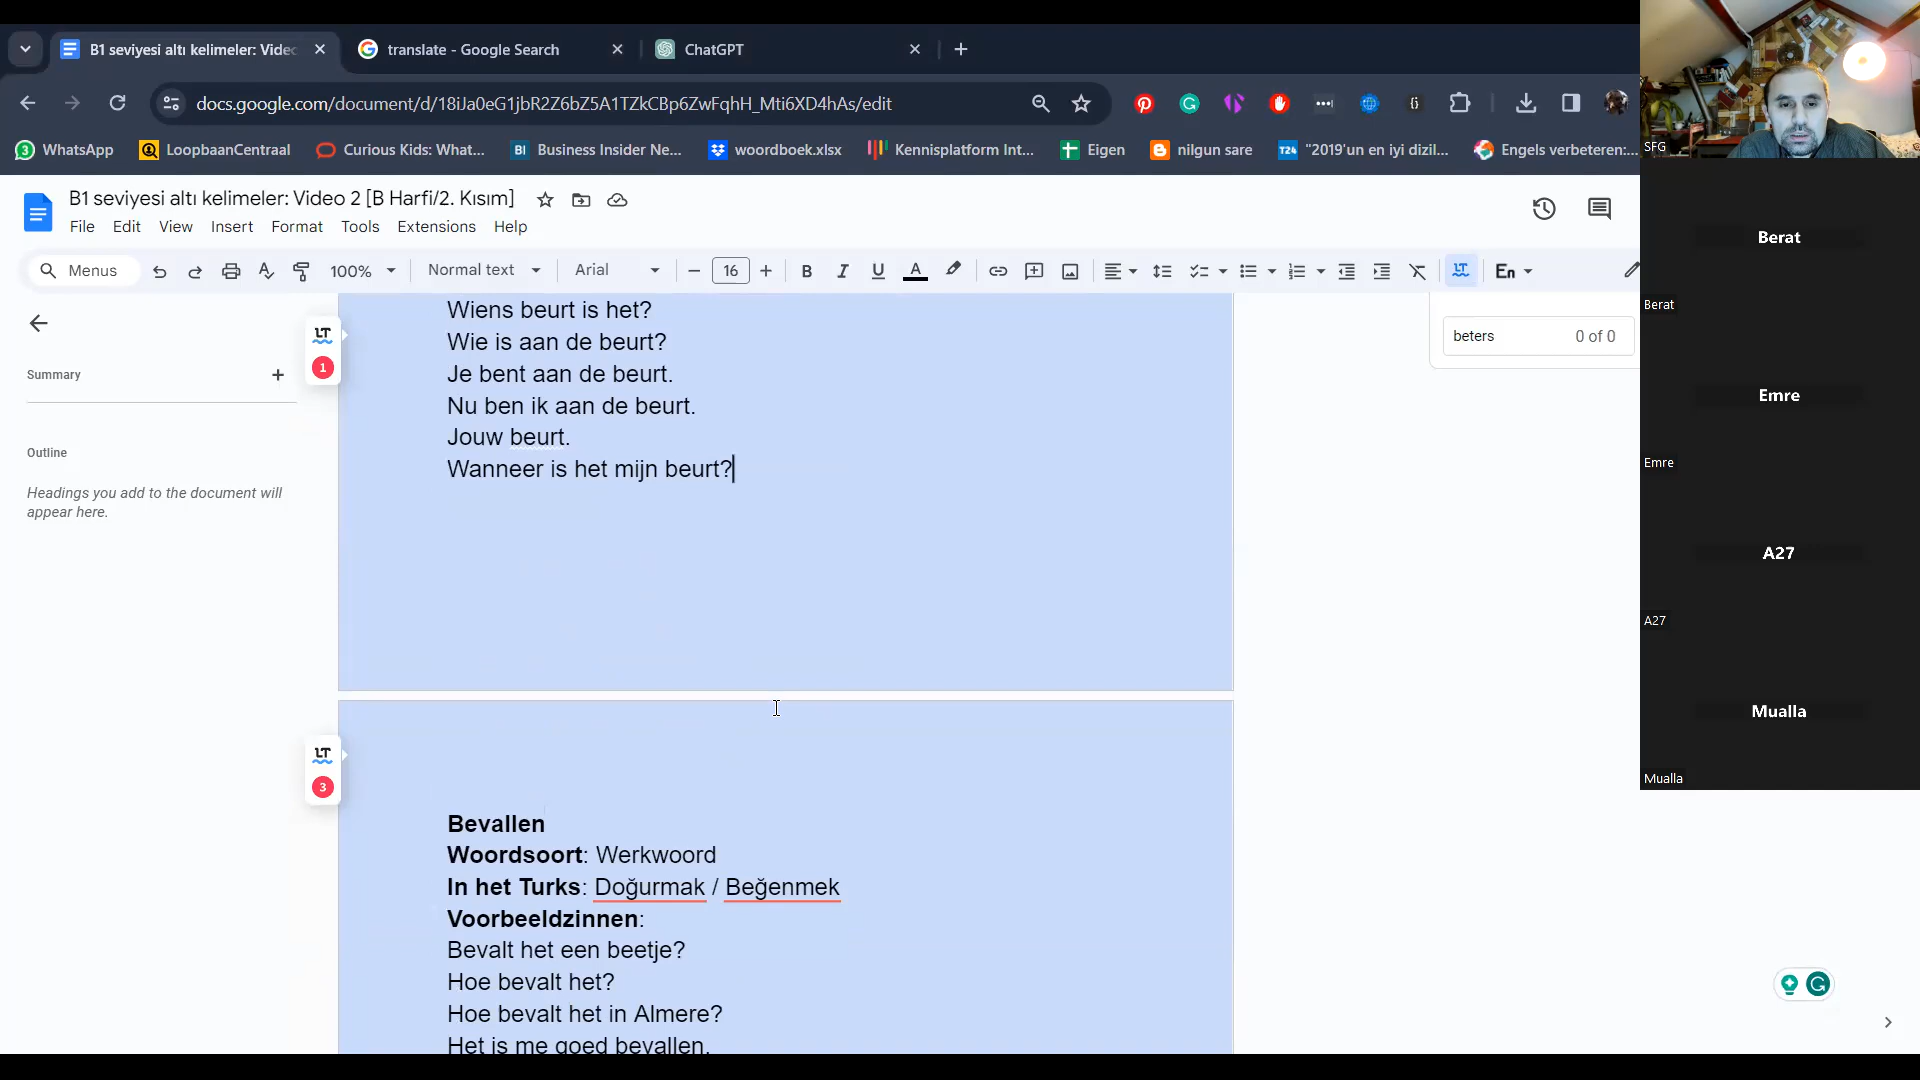 B1 seviyesi altı kelimeler: Vide
translate - Google Search
ChatGPT
docs.google.com/document/d/18iJa0eG1jbR2Z6bZ5A1TZkCBp6ZwFqhH_Mti6XD4hAs/edit
WhatsApp
LoopbaanCentraal
Curious Kids: What...
Business Insider Ne...
woordboek.xlsx
Kennisplatform Int...
Eigen
nilgun sare
"2019'un en iyi dizil...
Engels verbeteren:...
B1 seviyesi altı kelimeler: Video 2 [B Harfi/2. Kısım]
File Edit View Insert Format Tools Extensions Help
Menus 100% Normal text Arial 16 En
Summary
Outline
Headings you add to the document will
appear here.
LT
1
LT
3
Wiens beurt is het?
Wie is aan de beurt?
Je bent aan de beurt.
Nu ben ik aan de beurt.
Jouw beurt.
Wanneer is het mijn beurt?
Bevallen
Woordsoort: Werkwoord
In het Turks: Doğurmak / Beğenmek
Voorbeeldzinnen:
Bevalt het een beetje?
Hoe bevalt het?
Hoe bevalt het in Almere?
Het is me goed bevallen.
beters 0 of 0
SFG
Berat
Berat
Emre
Emre
A27
A27
Mualla
Mualla